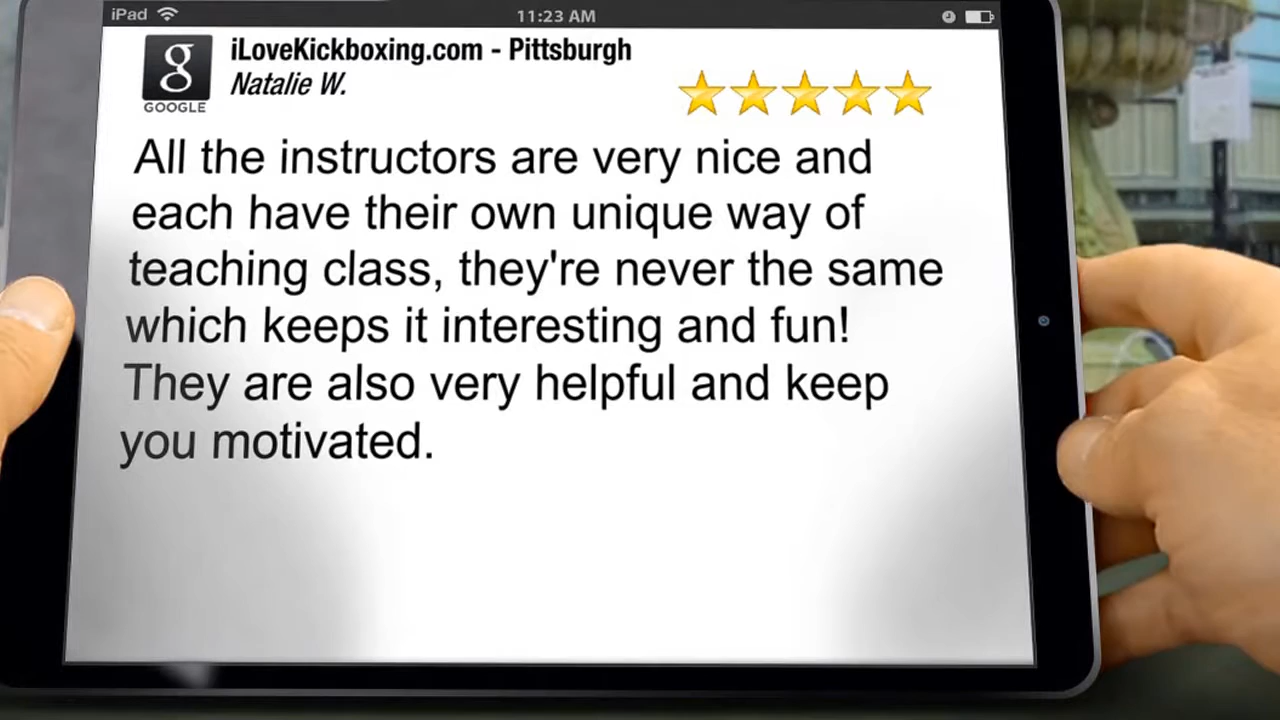 iPad 11:23 AM
iLoveKickboxing.com - Pittsburgh
Natalie W.
g
GOOGLE
All the instructors are very nice and
each have their own unique way of
teaching class, they're never the same
which keeps it interesting and fun!
They are also very helpful and keep
you motivated.